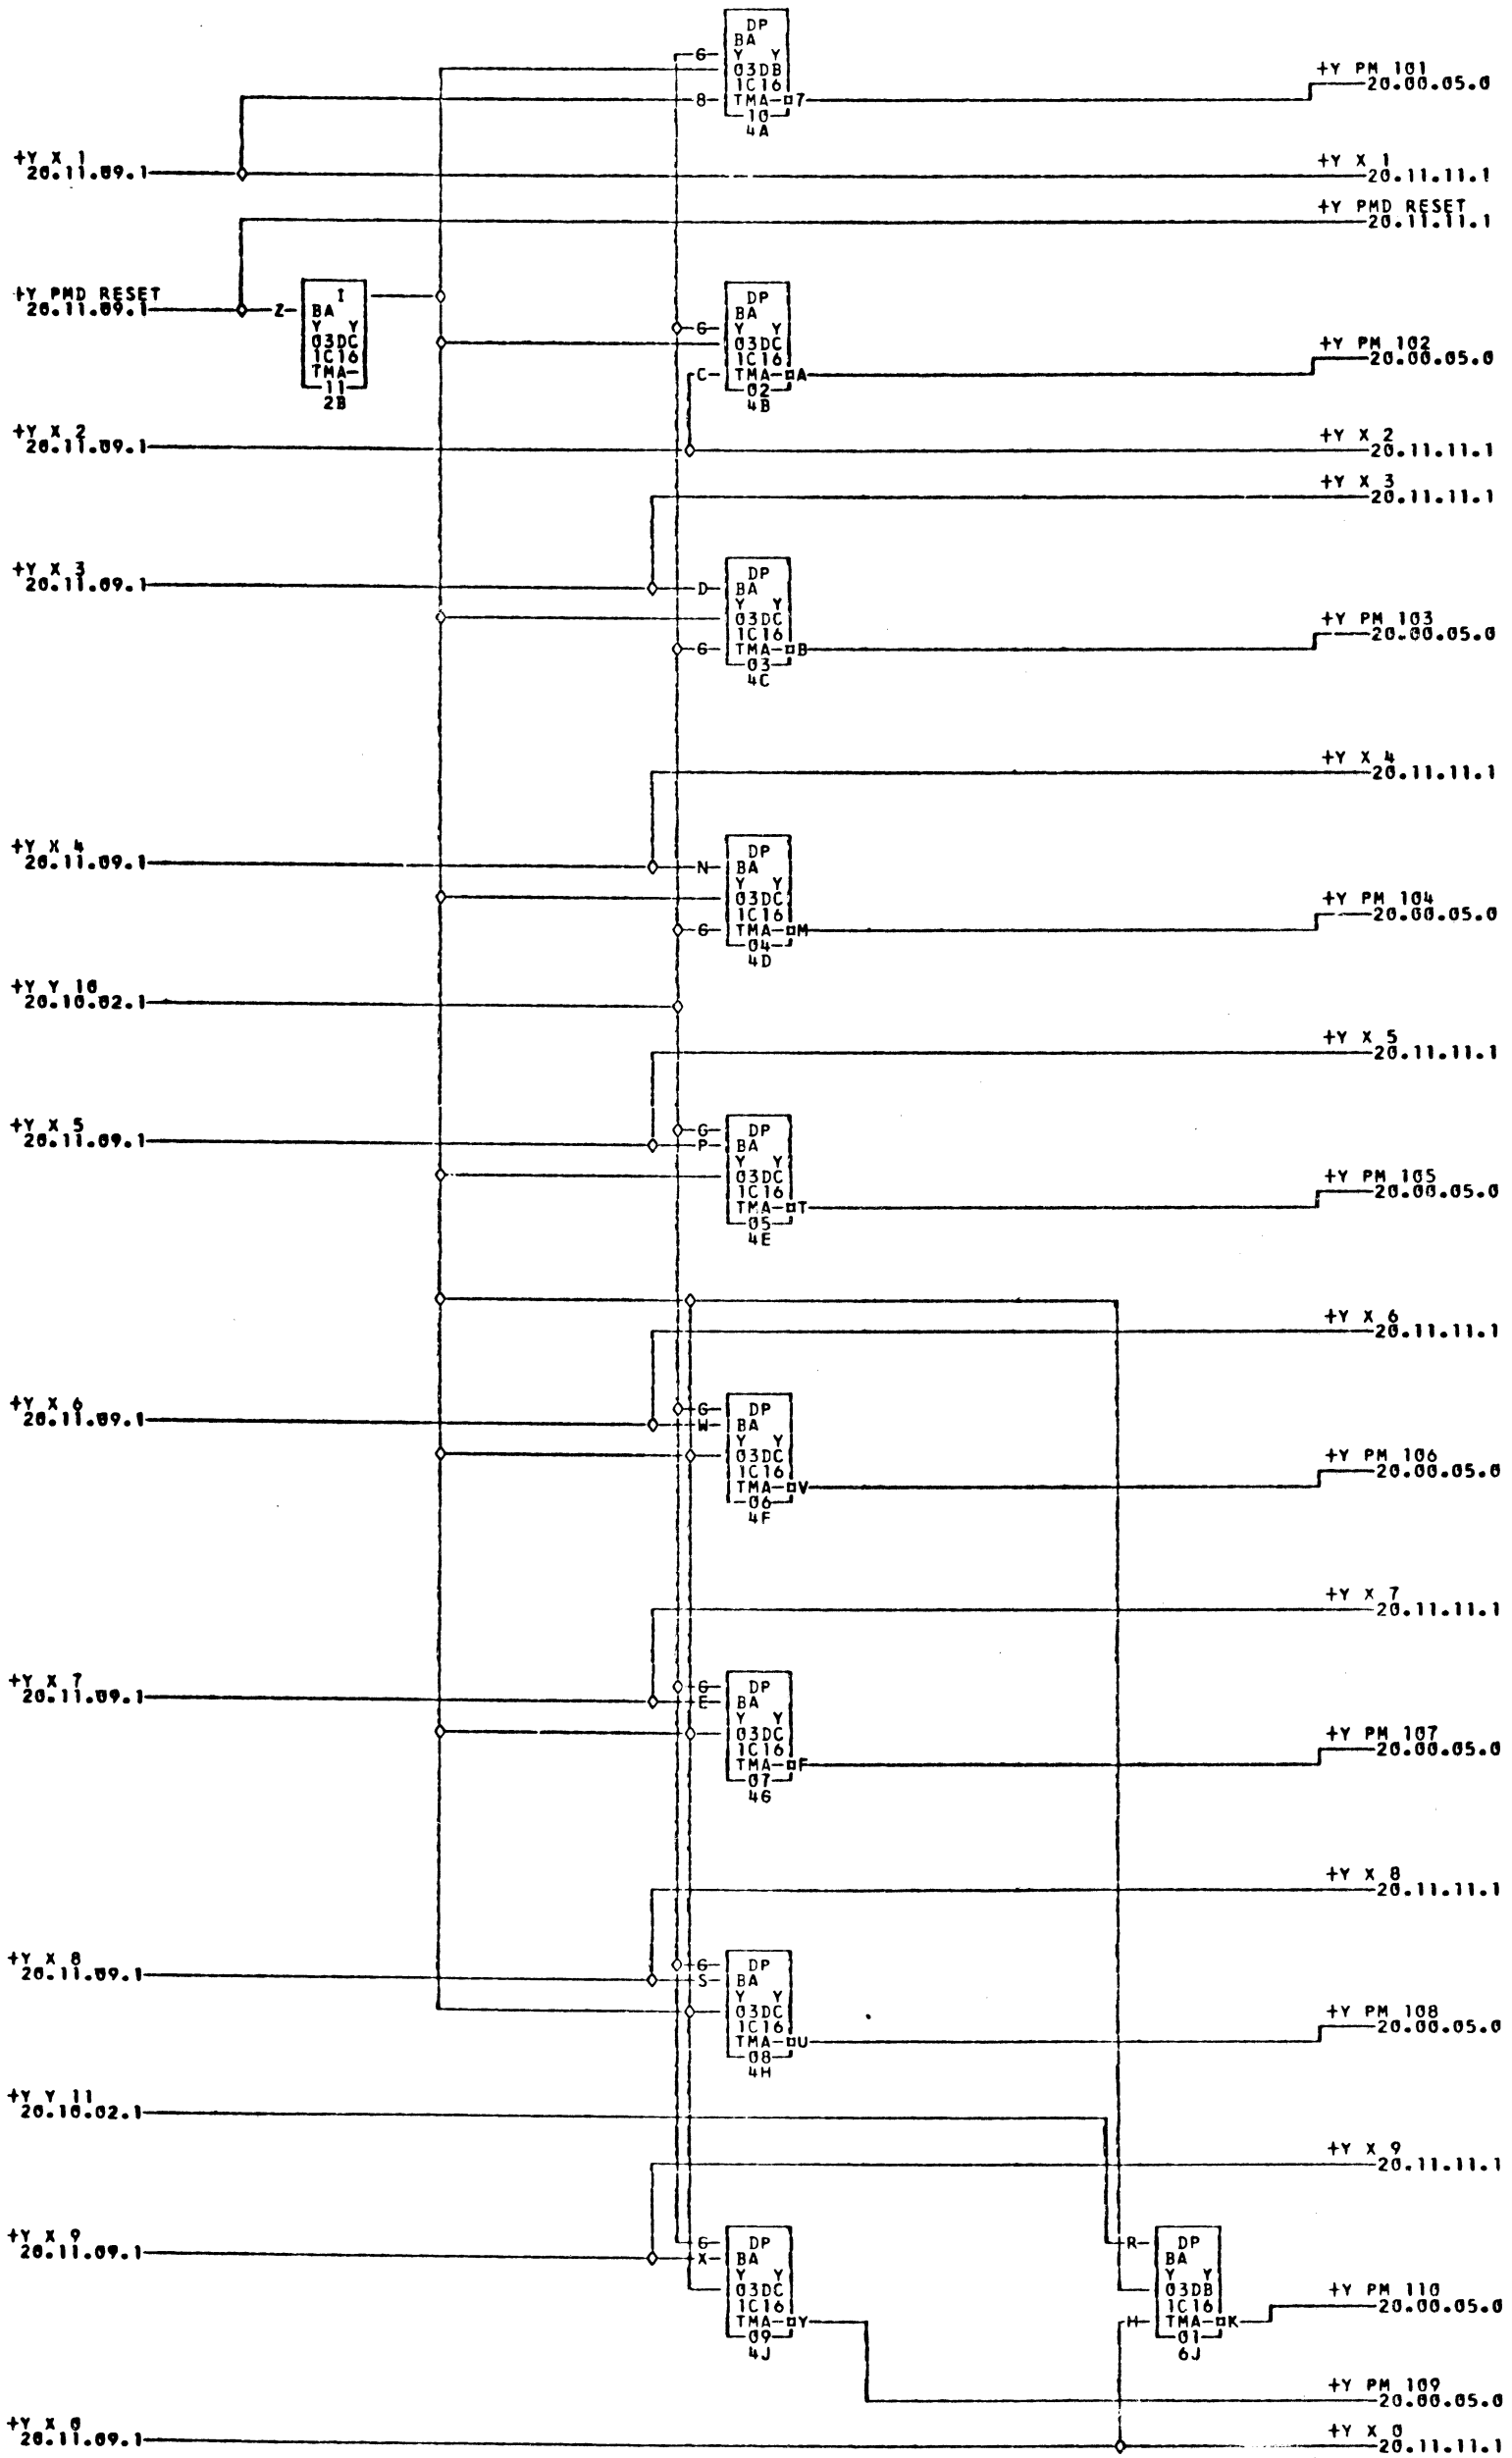 DP
BA
G Y Y
03DB
1C16
8 TMA 7
10
4A
+Y PM 101
20.00.05.0
+Y X 1
20.11.09.1
+Y X 1
20.11.11.1
+Y PMD RESET
20.11.11.1
+Y PMD RESET
20.11.09.1
Z
I
BA
Y Y
03DC
1C16
TMA
11
2B
DP
BA
G Y Y
03DC
1C16
C TMA A
02
4B
+Y PM 102
20.00.05.0
+Y X 2
20.11.09.1
+Y X 2
20.11.11.1
+Y X 3
20.11.11.1
+Y X 3
20.11.09.1
DP
D BA
Y Y
03DC
1C16
G TMA B
03
4C
+Y PM 103
20.00.05.0
+Y X 4
20.11.11.1
+Y X 4
20.11.09.1
DP
N BA
Y Y
03DC
1C16
G TMA M
04
4D
+Y PM 104
20.00.05.0
+Y Y 10
20.10.02.1
+Y X 5
20.11.11.1
+Y X 5
20.11.09.1
G DP
P BA
Y Y
03DC
1C16
TMA T
05
4E
+Y PM 105
20.00.05.0
+Y X 6
20.11.11.1
+Y X 6
20.11.09.1
G DP
W BA
Y Y
03DC
1C16
TMA V
06
4F
+Y PM 106
20.00.05.0
+Y X 7
20.11.11.1
+Y X 7
20.11.09.1
G DP
E BA
Y Y
03DC
1C16
TMA F
07
4G
+Y PM 107
20.00.05.0
+Y X 8
20.11.11.1
+Y X 8
20.11.09.1
G DP
S BA
Y Y
03DC
1C16
TMA U
08
4H
+Y PM 108
20.00.05.0
+Y Y 11
20.10.02.1
+Y X 9
20.11.11.1
+Y X 9
20.11.09.1
G DP
X BA
Y Y
03DC
1C16
TMA Y
09
4J
R DP
BA
Y Y
03DB
1C16
H TMA K
01
6J
+Y PM 110
20.00.05.0
+Y PM 109
20.00.05.0
+Y X 0
20.11.09.1
+Y X 0
20.11.11.1